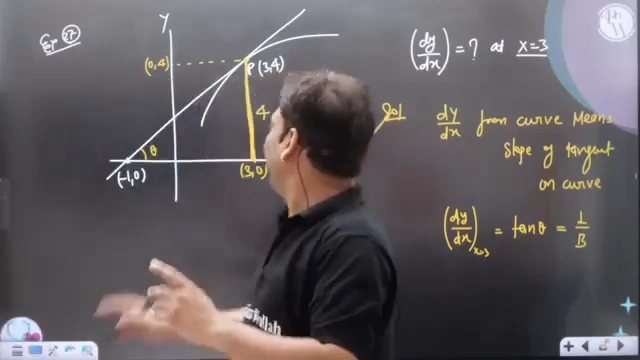 Ex 27
Y
(0,4)
P(3,4)
4
θ
(-1,0)
(3,0)
(dy/dx) = ? at x=3
Sol
dy/dx from curve means
slope of tangent
on curve
(dy/dx)x=3 = tanθ = L/B